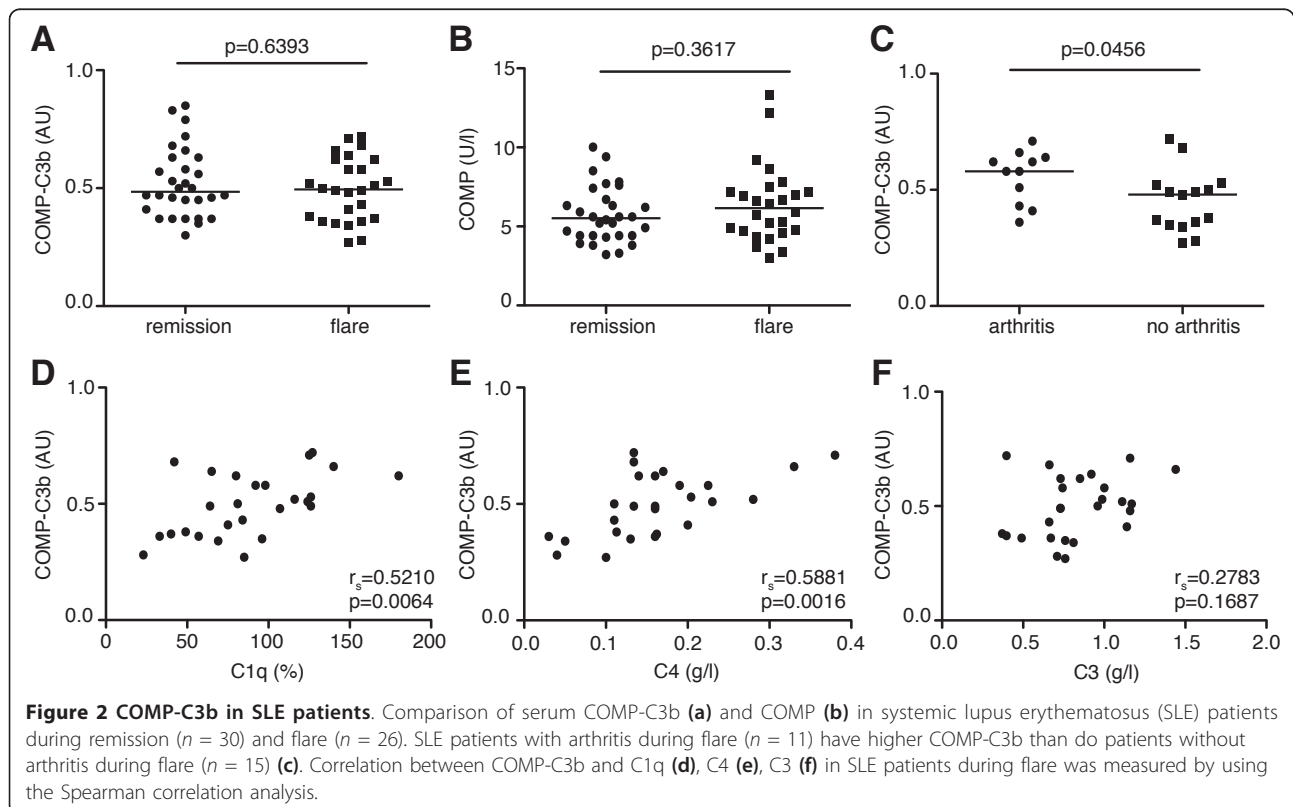 A
p=0.6393
1.0
0.5
0.0
COMP-C3b (AU)
remission
flare
B
p=0.3617
15
10
5
0
COMP (U/l)
remission
flare
C
p=0.0456
1.0
0.5
0.0
COMP-C3b (AU)
arthritis
no arthritis
D
1.0
0.5
0.0
COMP-C3b (AU)
rs=0.5210
p=0.0064
0 50 100 150 200
C1q (%)
E
1.0
0.5
0.0
COMP-C3b (AU)
rs=0.5881
p=0.0016
0.0 0.1 0.2 0.3 0.4
C4 (g/l)
F
1.0
0.5
0.0
COMP-C3b (AU)
rs=0.2783
p=0.1687
0.0 0.5 1.0 1.5 2.0
C3 (g/l)
Figure 2 COMP-C3b in SLE patients. Comparison of serum COMP-C3b (a) and COMP (b) in systemic lupus erythematosus (SLE) patients
during remission (n = 30) and flare (n = 26). SLE patients with arthritis during flare (n = 11) have higher COMP-C3b than do patients without
arthritis during flare (n = 15) (c). Correlation between COMP-C3b and C1q (d), C4 (e), C3 (f) in SLE patients during flare was measured by using
the Spearman correlation analysis.